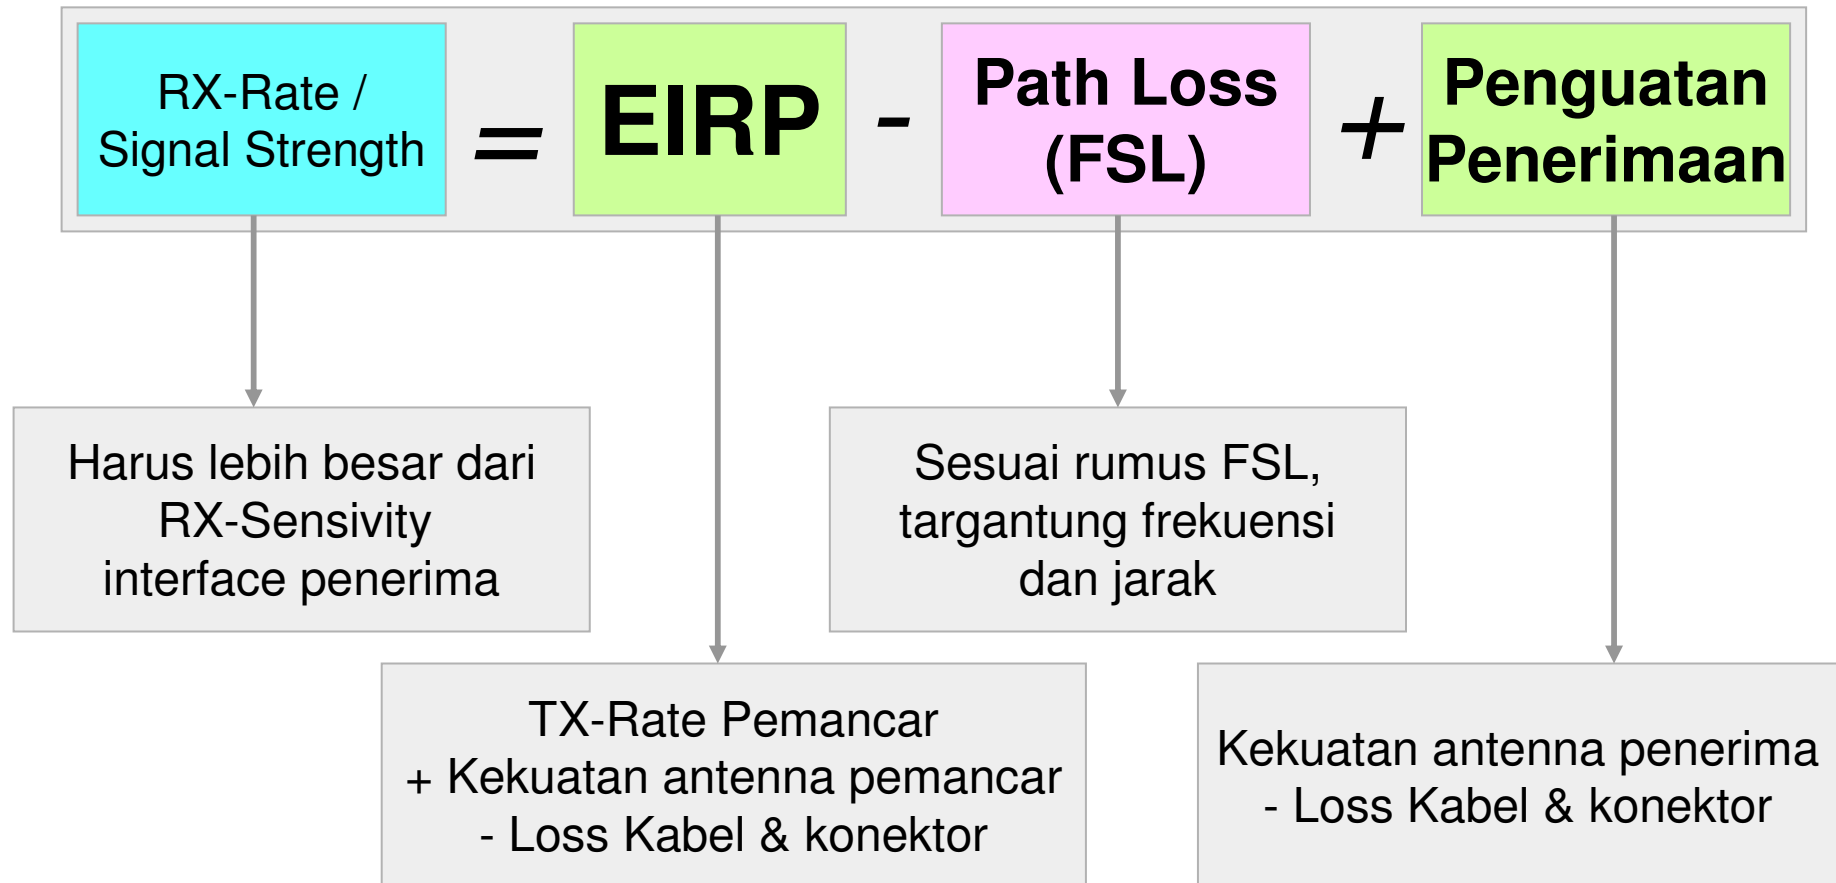 RX-Rate /
Signal Strength
=
EIRP
-
Path Loss
(FSL)
+
Penguatan
Penerimaan
Harus lebih besar dari
RX-Sensivity
interface penerima
Sesuai rumus FSL,
targantung frekuensi
dan jarak
TX-Rate Pemancar
+ Kekuatan antenna pemancar
- Loss Kabel & konektor
Kekuatan antenna penerima
- Loss Kabel & konektor